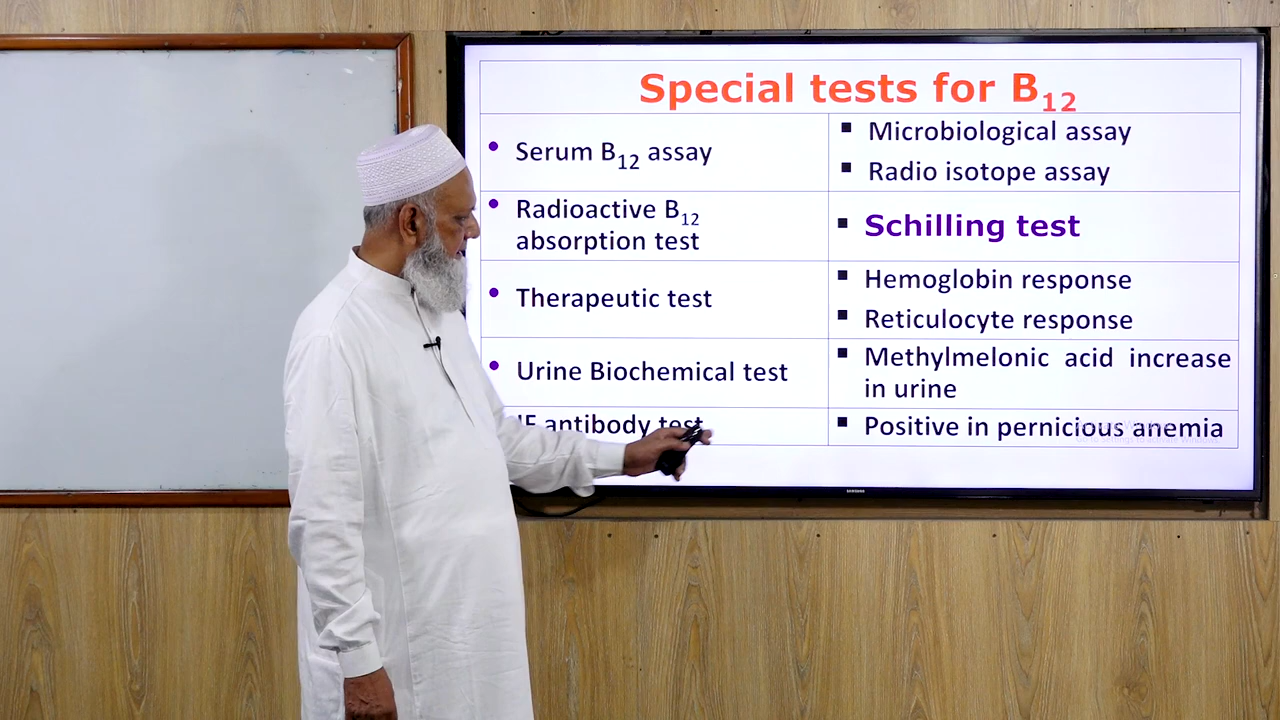 Special tests for B12
• Serum B12 assay
▪ Microbiological assay
▪ Radio isotope assay
• Radioactive B12
absorption test
▪ Schilling test
• Therapeutic test
▪ Hemoglobin response
▪ Reticulocyte response
• Urine Biochemical test
▪ Methylmelonic acid increase
in urine
IF antibody test
▪ Positive in pernicious anemia
SAMSUNG